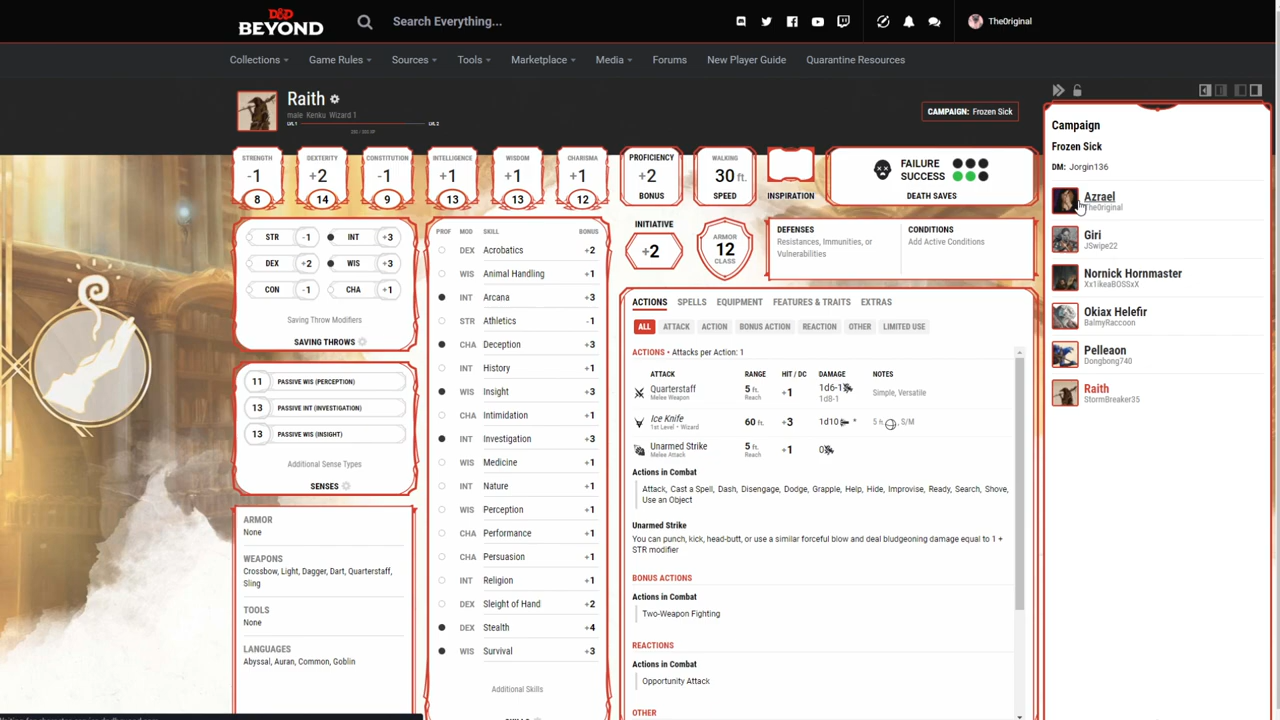 D&D
BEYOND
Search Everything...
The0riginal
Collections
Game Rules
Sources
Tools
Marketplace
Media
Forums
New Player Guide
Quarantine Resources
Raith
male Kenku Wizard 1
LVL 1
LVL 2
CAMPAIGN: Frozen Sick
STRENGTH
-1
8
DEXTERITY
+2
14
CONSTITUTION
-1
9
INTELLIGENCE
+1
13
WISDOM
+1
13
CHARISMA
+1
12
PROFICIENCY
+2
BONUS
WALKING
30 ft.
SPEED
INSPIRATION
FAILURE
SUCCESS
DEATH SAVES
STR -1
INT +3
DEX +2
WIS +3
CON -1
CHA +1
Saving Throw Modifiers
SAVING THROWS
11 PASSIVE WIS (PERCEPTION)
13 PASSIVE INT (INVESTIGATION)
13 PASSIVE WIS (INSIGHT)
Additional Sense Types
SENSES
ARMOR
None
WEAPONS
Crossbow, Light, Dagger, Dart, Quarterstaff,
Sling
TOOLS
None
LANGUAGES
Abyssal, Auran, Common, Goblin
PROF MOD SKILL BONUS
DEX Acrobatics +2
WIS Animal Handling +1
INT Arcana +3
STR Athletics -1
CHA Deception +3
INT History +1
WIS Insight +3
CHA Intimidation +1
INT Investigation +3
WIS Medicine +1
INT Nature +1
WIS Perception +1
CHA Performance +1
CHA Persuasion +1
INT Religion +1
DEX Sleight of Hand +2
DEX Stealth +4
WIS Survival +3
Additional Skills
INITIATIVE
+2
ARMOR
12
CLASS
DEFENSES
Resistances, Immunities, or
Vulnerabilities
CONDITIONS
Add Active Conditions
ACTIONS SPELLS EQUIPMENT FEATURES & TRAITS EXTRAS
ALL ATTACK ACTION BONUS ACTION REACTION OTHER LIMITED USE
ACTIONS • Attacks per Action: 1
ATTACK RANGE HIT / DC DAMAGE NOTES
Quarterstaff 5 ft. +1 1d6-1 Simple, Versatile
Melee Weapon Reach 1d8-1
Ice Knife 60 ft. +3 1d10 * 5 ft. , S/M
1st Level • Wizard
Unarmed Strike 5 ft. +1 0
Melee Attack Reach
Actions in Combat
Attack, Cast a Spell, Dash, Disengage, Dodge, Grapple, Help, Hide, Improvise, Ready, Search, Shove,
Use an Object
Unarmed Strike
You can punch, kick, head-butt, or use a similar forceful blow and deal bludgeoning damage equal to 1 +
STR modifier
BONUS ACTIONS
Actions in Combat
Two-Weapon Fighting
REACTIONS
Actions in Combat
Opportunity Attack
OTHER
Campaign
Frozen Sick
DM: Jorgin136
Azrael
The0riginal
Giri
JSwipe22
Nornick Hornmaster
Xx1ikeaBOSSxX
Okiax Helefir
BalmyRaccoon
Pelleaon
Dongbong740
Raith
StormBreaker35